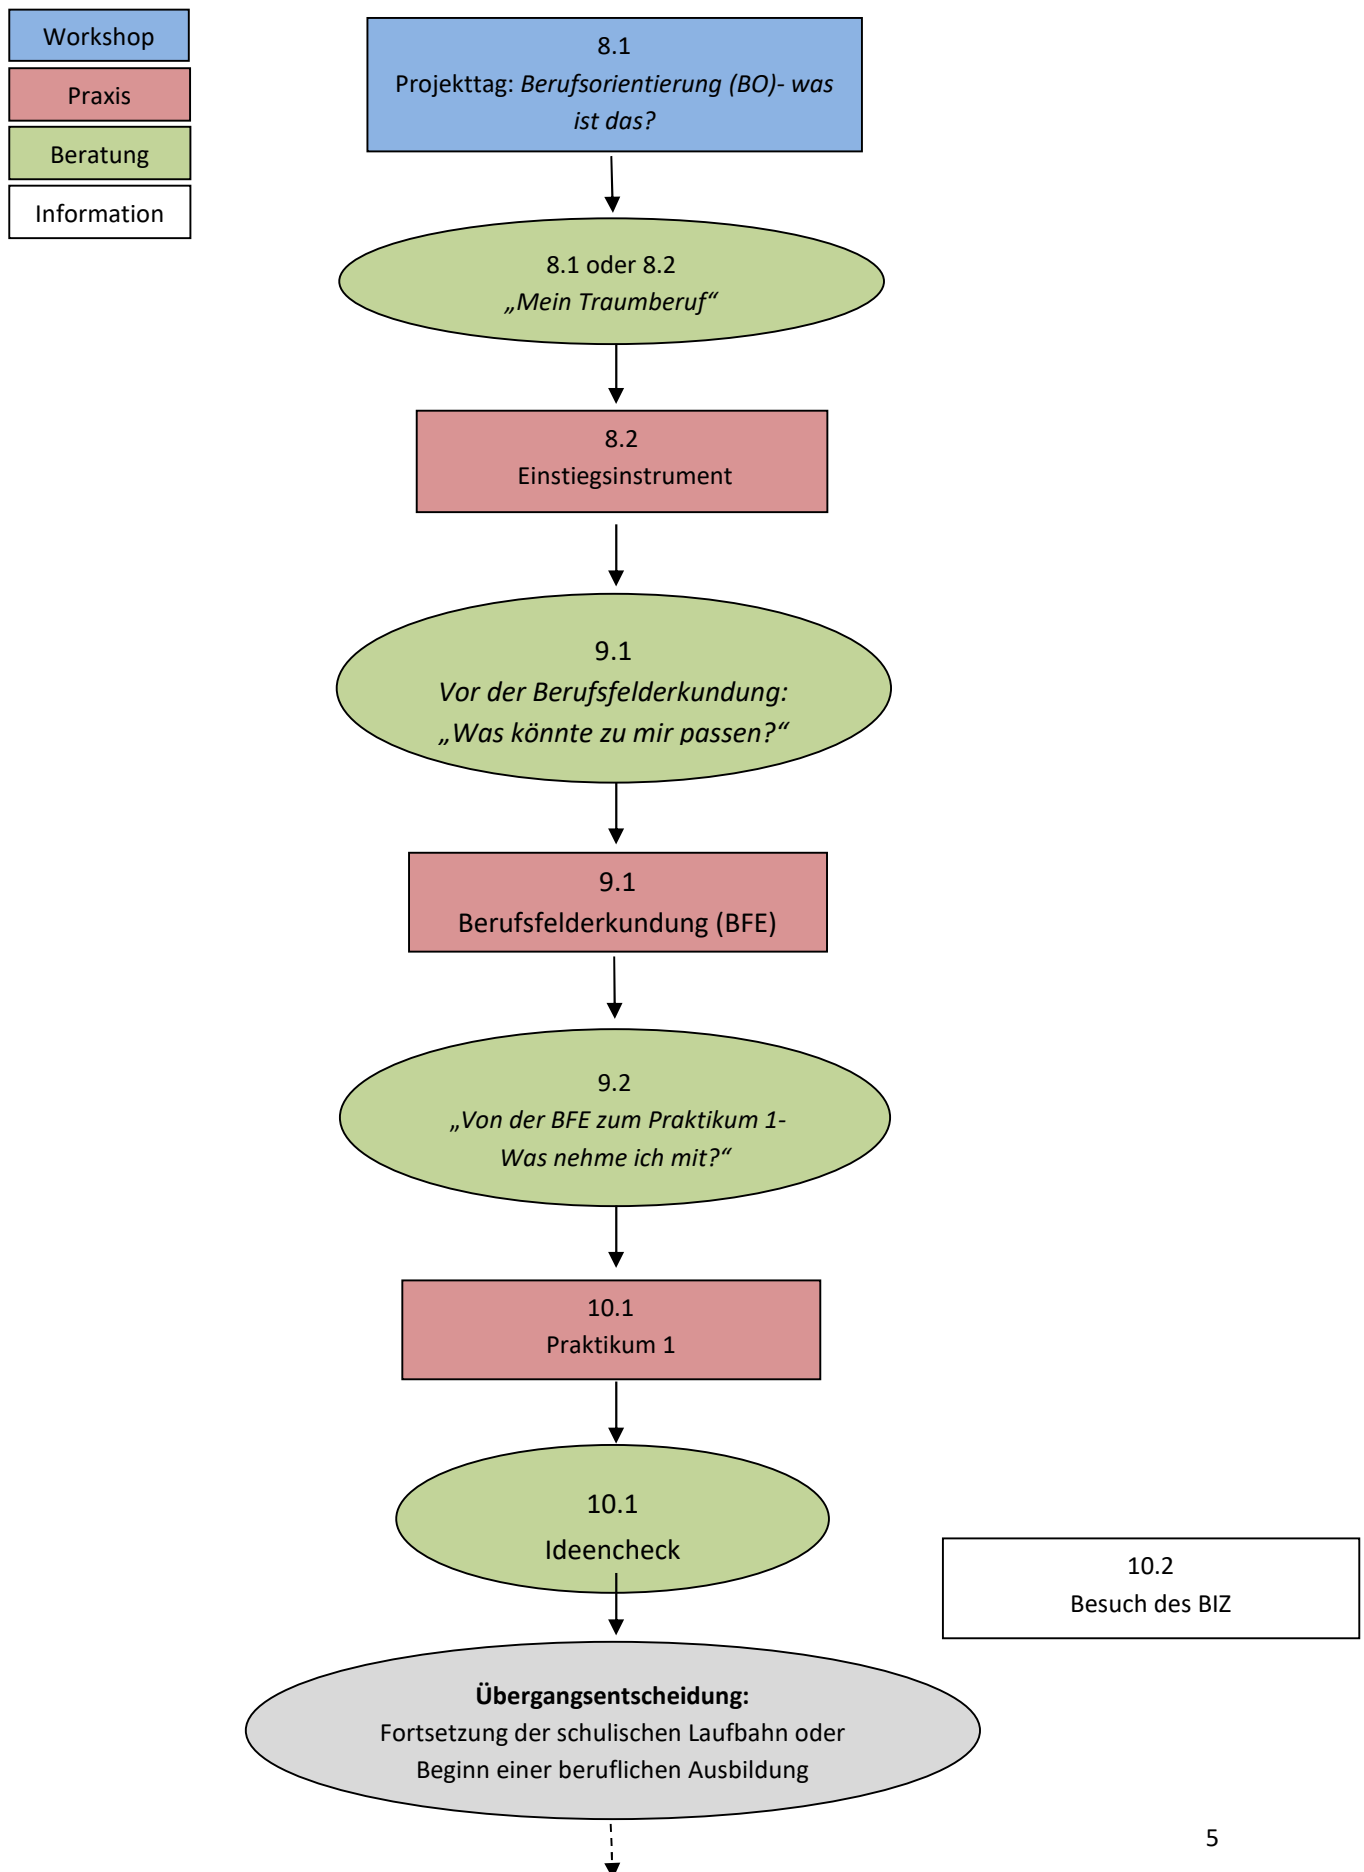 Workshop
Praxis
Beratung
Information
8.1
Projekttag: Berufsorientierung (BO)- was
ist das?
8.1 oder 8.2
„Mein Traumberuf“
8.2
Einstiegsinstrument
9.1
Vor der Berufsfelderkundung:
„Was könnte zu mir passen?“
9.1
Berufsfelderkundung (BFE)
9.2
„Von der BFE zum Praktikum 1-
Was nehme ich mit?“
10.1
Praktikum 1
10.1
Ideencheck
10.2
Besuch des BIZ
Übergangsentscheidung:
Fortsetzung der schulischen Laufbahn oder
Beginn einer beruflichen Ausbildung
5